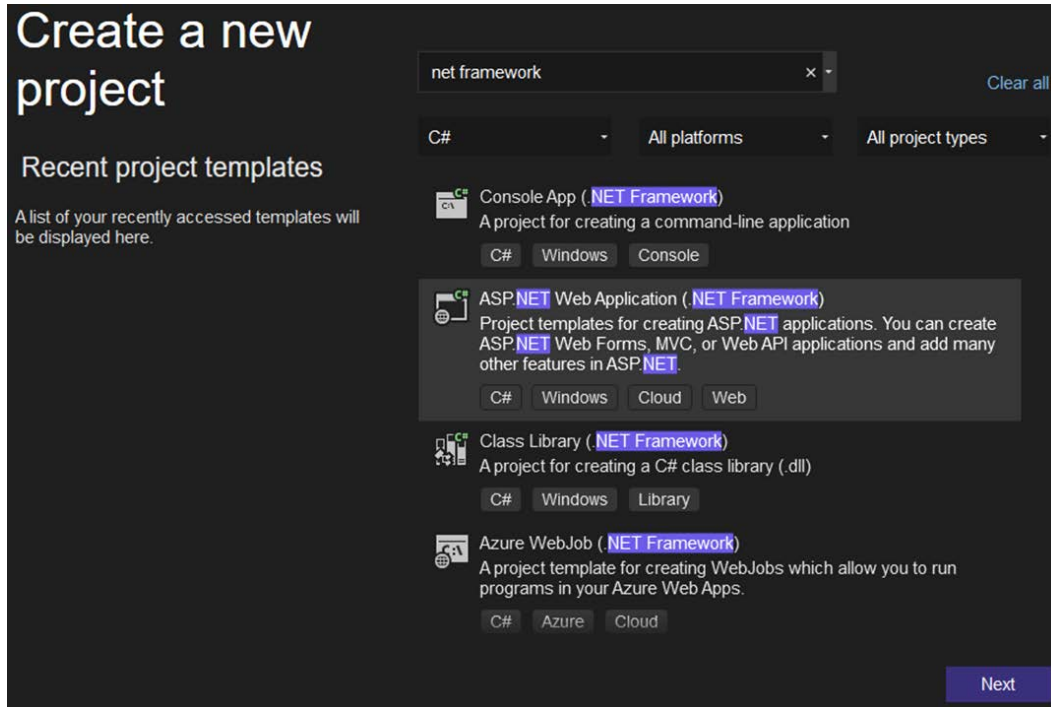 Create a new
project
Recent project templates
A list of your recently accessed templates will
be displayed here.
net framework
Clear all
C#
All platforms
All project types
Console App (.NET Framework)
A project for creating a command-line application
C# Windows Console
ASP.NET Web Application (.NET Framework)
Project templates for creating ASP.NET applications. You can create
ASP.NET Web Forms, MVC, or Web API applications and add many
other features in ASP.NET.
C# Windows Cloud Web
Class Library (.NET Framework)
A project for creating a C# class library (.dll)
C# Windows Library
Azure WebJob (.NET Framework)
A project template for creating WebJobs which allow you to run
programs in your Azure Web Apps.
C# Azure Cloud
Next